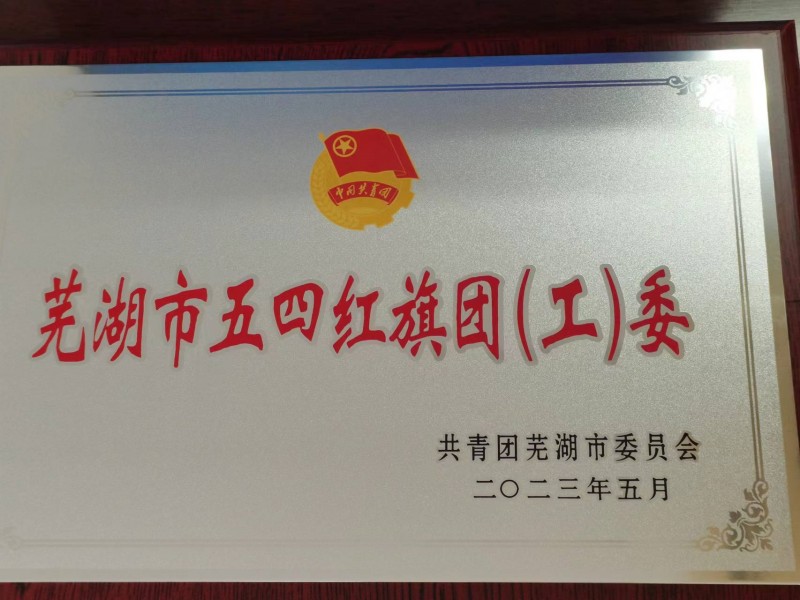 中国共青团
芜湖市五四红旗团(工)委
共青团芜湖市委员会
二〇二三年五月